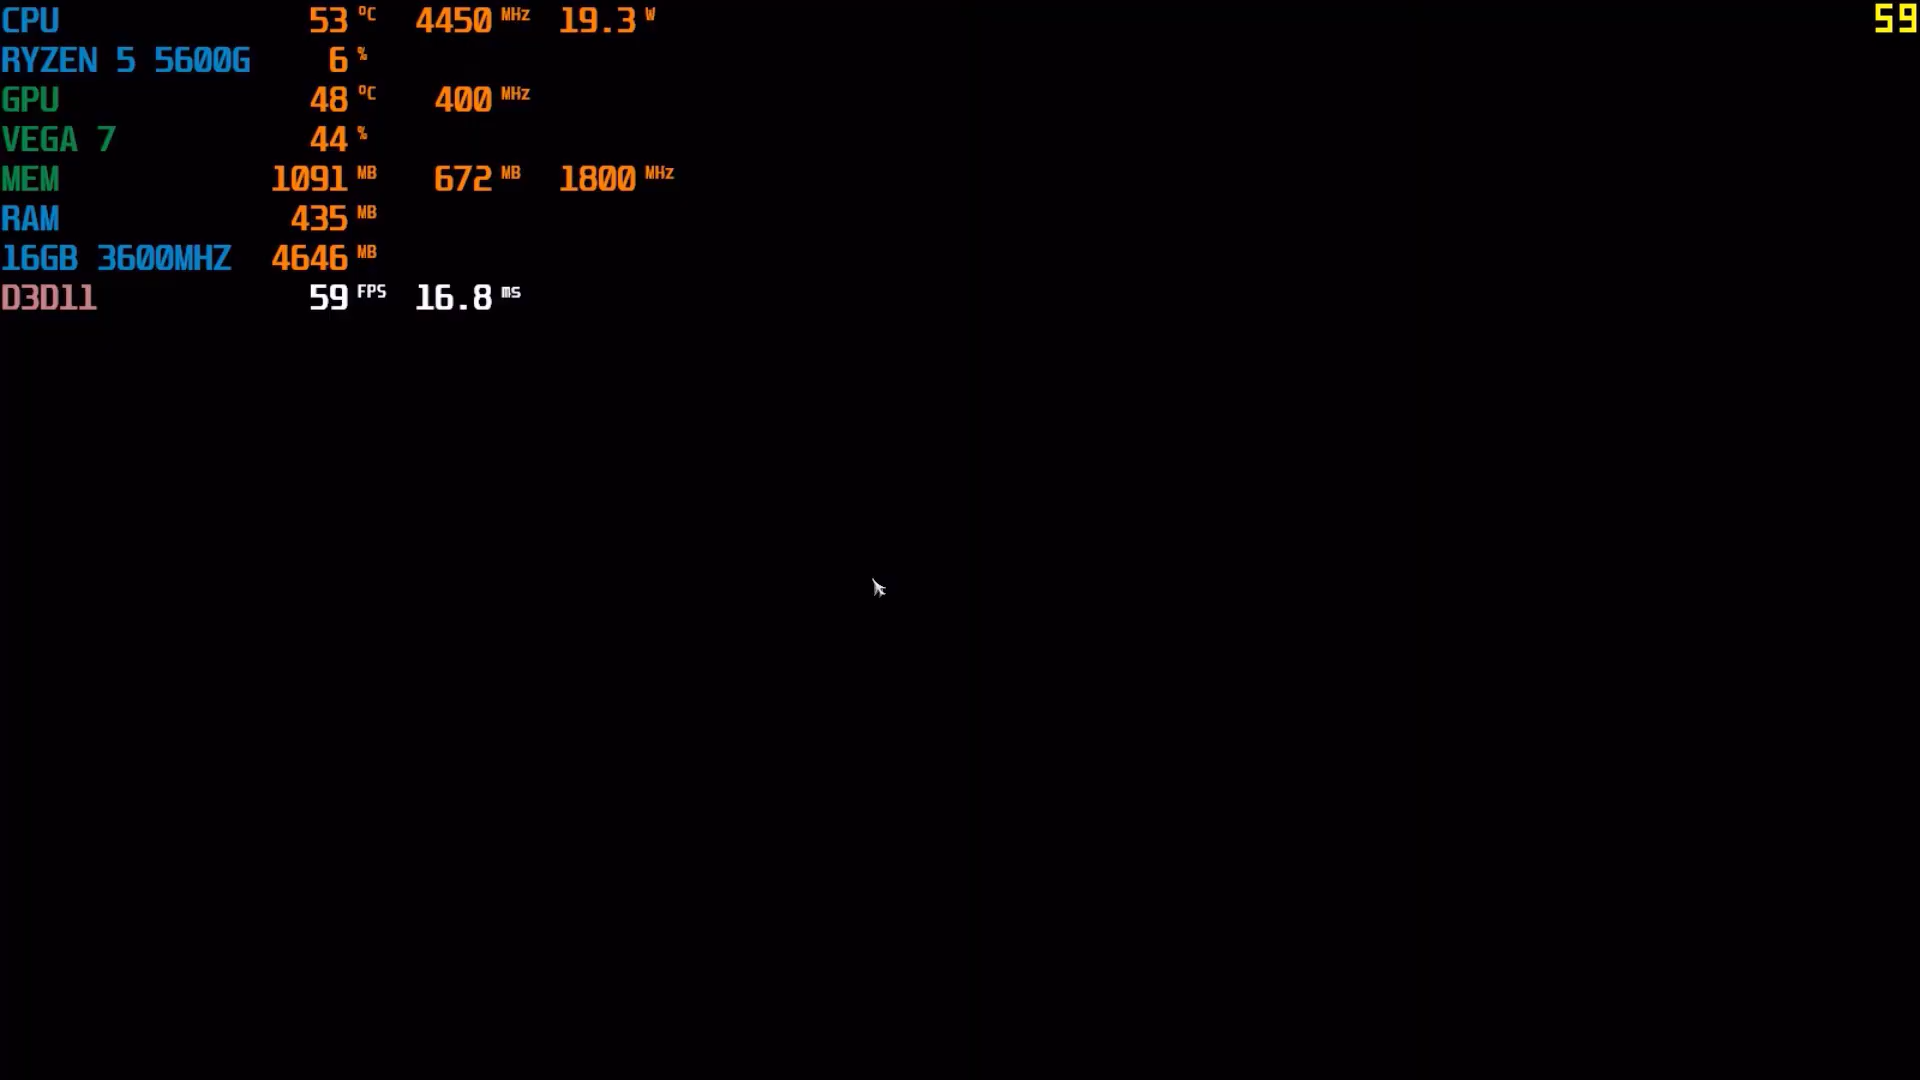 CPU 53 °C 4450 MHz 19.3 W 59
RYZEN 5 5600G 6 %
GPU 48 °C 400 MHz
VEGA 7 44 %
MEM 1091 MB 672 MB 1800 MHz
RAM 435 MB
16GB 3600MHZ 4646 MB
D3D11 59 FPS 16.8 ms